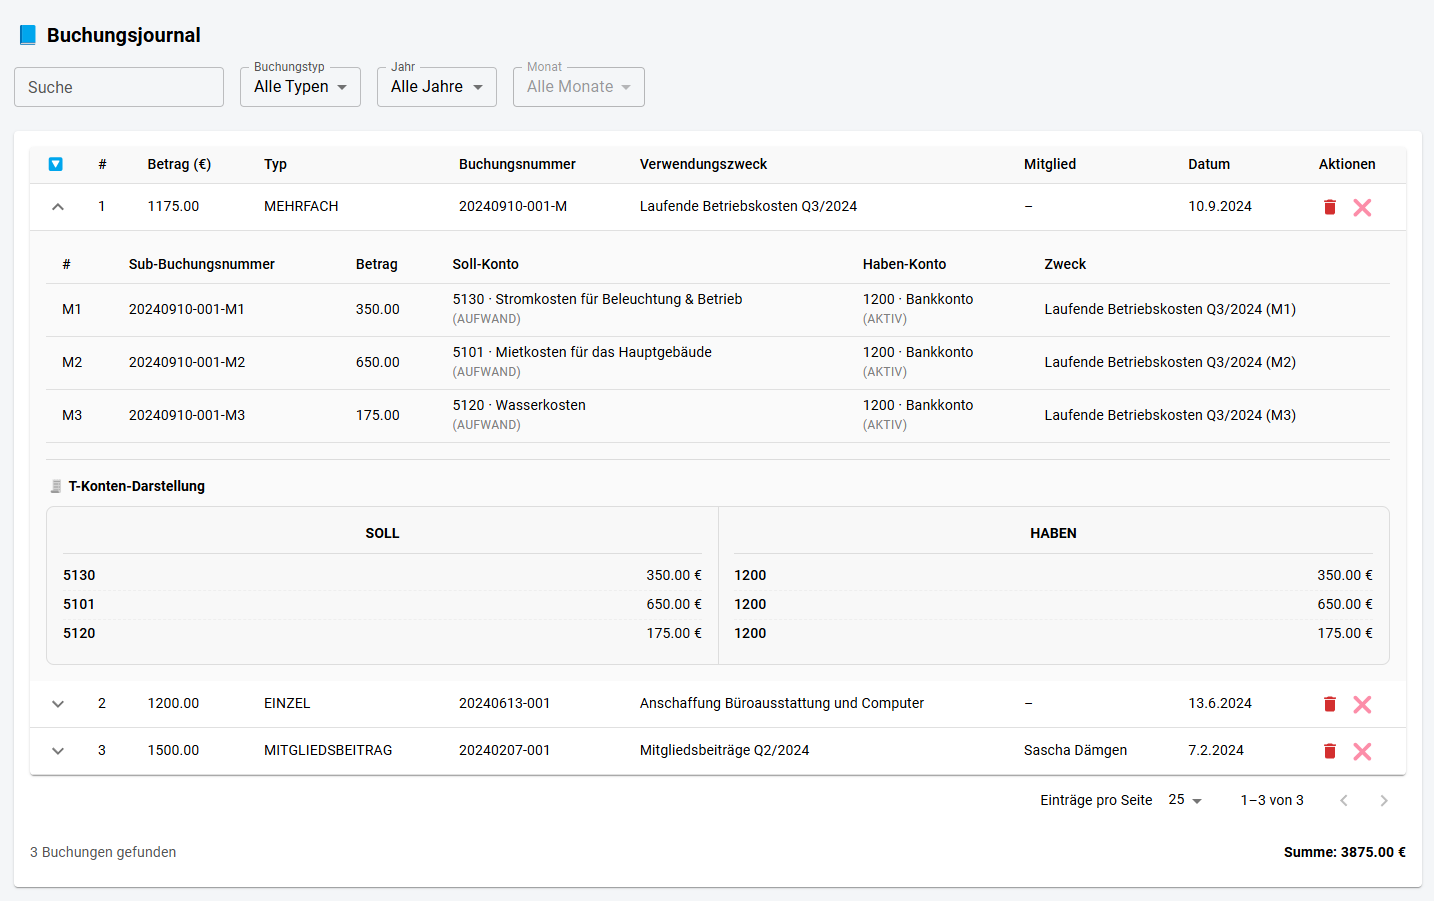 Buchungsjournal
Suche
Buchungstyp
Alle Typen
Jahr
Alle Jahre
Monat
Alle Monate
# Betrag (€) Typ Buchungsnummer Verwendungszweck Mitglied Datum Aktionen
1 1175.00 MEHRFACH 20240910-001-M Laufende Betriebskosten Q3/2024 – 10.9.2024
# Sub-Buchungsnummer Betrag Soll-Konto Haben-Konto Zweck
M1 20240910-001-M1 350.00 5130 · Stromkosten für Beleuchtung & Betrieb 1200 · Bankkonto Laufende Betriebskosten Q3/2024 (M1)
(AUFWAND) (AKTIV)
M2 20240910-001-M2 650.00 5101 · Mietkosten für das Hauptgebäude 1200 · Bankkonto Laufende Betriebskosten Q3/2024 (M2)
(AUFWAND) (AKTIV)
M3 20240910-001-M3 175.00 5120 · Wasserkosten 1200 · Bankkonto Laufende Betriebskosten Q3/2024 (M3)
(AUFWAND) (AKTIV)
T-Konten-Darstellung
SOLL HABEN
5130 350.00 € 1200 350.00 €
5101 650.00 € 1200 650.00 €
5120 175.00 € 1200 175.00 €
2 1200.00 EINZEL 20240613-001 Anschaffung Büroausstattung und Computer – 13.6.2024
3 1500.00 MITGLIEDSBEITRAG 20240207-001 Mitgliedsbeiträge Q2/2024 Sascha Dämgen 7.2.2024
Einträge pro Seite 25 1–3 von 3
3 Buchungen gefunden Summe: 3875.00 €